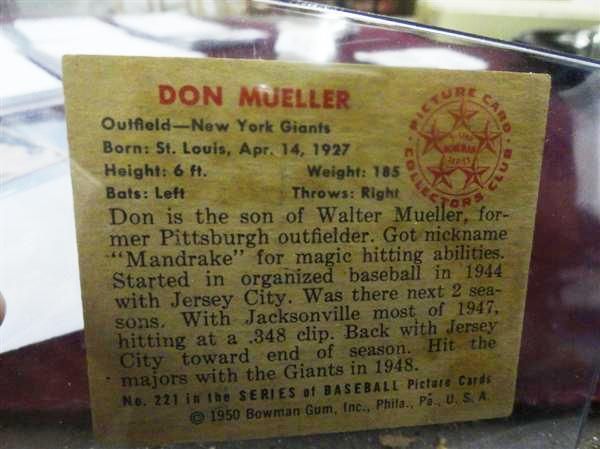 DON MUELLER
Outfield—New York Giants
Born: St. Louis, Apr. 14, 1927
Height: 6 ft. Weight: 185
Bats: Left Throws: Right
PICTURE CARD COLLECTORS CLUB
BOWMAN
Don is the son of Walter Mueller, for-
mer Pittsburgh outfielder. Got nickname
"Mandrake" for magic hitting abilities.
Started in organized baseball in 1944
with Jersey City. Was there next 2 sea-
sons. With Jacksonville most of 1947,
hitting at a .348 clip. Back with Jersey
City toward end of season. Hit the
majors with the Giants in 1948.
No. 221 in the SERIES of BASEBALL Picture Cards
© 1950 Bowman Gum, Inc., Phila., Pa., U. S. A.